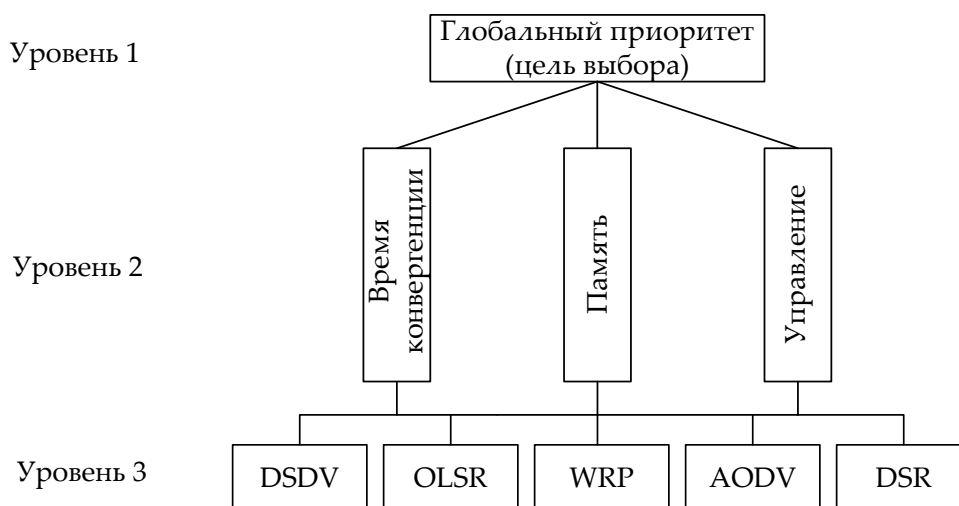 Уровень 1
Глобальный приоритет
(цель выбора)
Уровень 2
Время
конвергенции
Память
Управление
Уровень 3
DSDV
OLSR
WRP
AODV
DSR